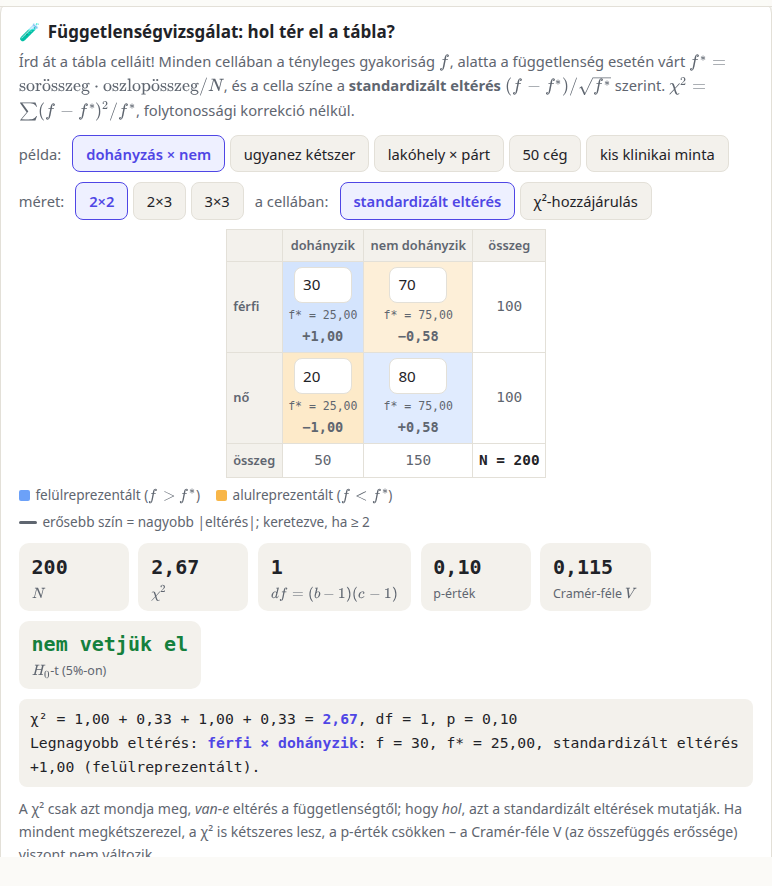 🧪 Függetlenségvizsgálat: hol tér el a tábla?
Írd át a tábla celláit! Minden cellában a tényleges gyakoriság f, alatta a függetlenség esetén várt f* =
sorösszeg · oszlopösszeg/N, és a cella színe a standardizált eltérés (f − f*)/√f* szerint. χ² =
∑(f − f*)²/f*, folytonossági korrekció nélkül.
példa: dohányzás × nem ugyanez kétszer lakóhely × párt 50 cég kis klinikai minta
méret: 2×2 2×3 3×3 a cellában: standardizált eltérés χ²-hozzájárulás
dohányzik nem dohányzik összeg
férfi 30 70 100
f* = 25,00 f* = 75,00
+1,00 −0,58
nő 20 80 100
f* = 25,00 f* = 75,00
−1,00 +0,58
összeg 50 150 N = 200
felülreprezentált (f > f*) alulreprezentált (f < f*)
erősebb szín = nagyobb |eltérés|; keretezve, ha ≥ 2
200 2,67 1 0,10 0,115
N χ² df = (b − 1)(c − 1) p-érték Cramér-féle V
nem vetjük el
H₀-t (5%-on)
χ² = 1,00 + 0,33 + 1,00 + 0,33 = 2,67, df = 1, p = 0,10
Legnagyobb eltérés: férfi × dohányzik: f = 30, f* = 25,00, standardizált eltérés
+1,00 (felülreprezentált).
A χ² csak azt mondja meg, van-e eltérés a függetlenségtől; hogy hol, azt a standardizált eltérések mutatják. Ha
mindent megkétszerezel, a χ² is kétszeres lesz, a p-érték csökken – a Cramér-féle V (az összefüggés erőssége)
viszont nem változik.